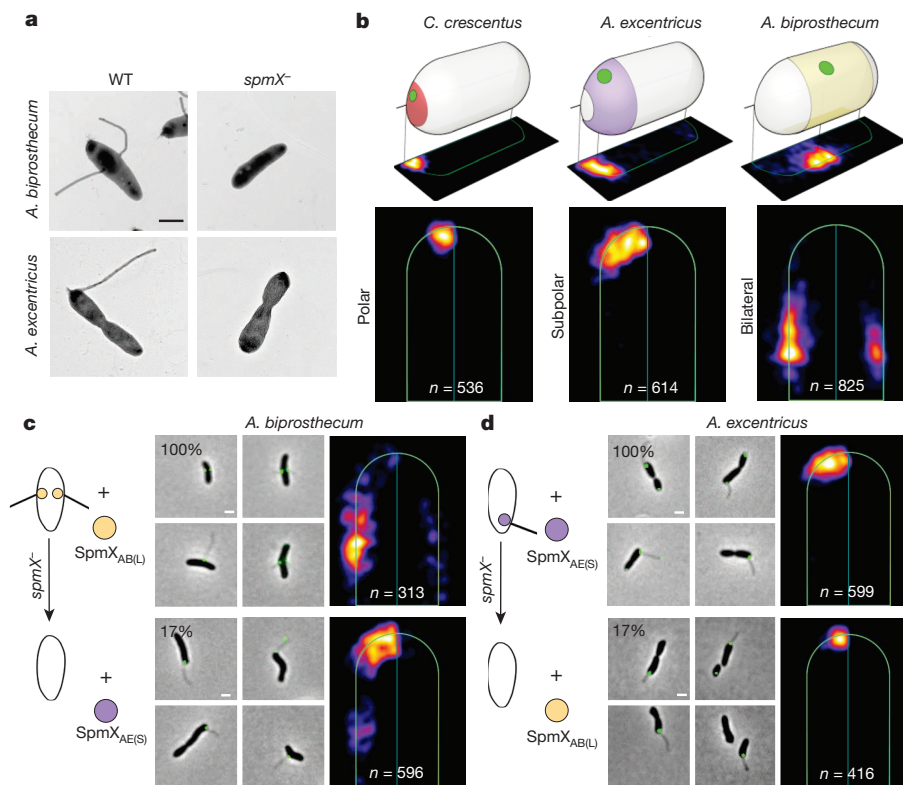 a
WT
spmX⁻
A. biprosthecum
A. excentricus
b
C. crescentus
A. excentricus
A. biprosthecum
Polar
n = 536
Subpolar
n = 614
Bilateral
n = 825
c
A. biprosthecum
+
SpmX_AB(L)
spmX⁻
+
SpmX_AE(S)
100%
n = 313
17%
n = 596
d
A. excentricus
+
SpmX_AE(S)
spmX⁻
+
SpmX_AB(L)
100%
n = 599
17%
n = 416